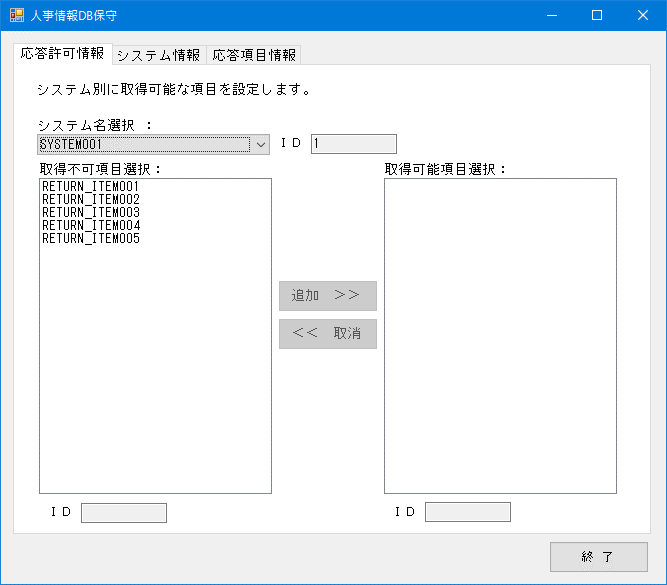 人事情報DB保守
応答許可情報 システム情報 応答項目情報
システム別に取得可能な項目を設定します。
システム名選択 ：
SYSTEM001 ＩＤ 1
取得不可項目選択： 取得可能項目選択：
RETURN_ITEM001
RETURN_ITEM002
RETURN_ITEM003
RETURN_ITEM004
RETURN_ITEM005
追加　＞＞
＜＜　取消
ＩＤ ＩＤ
終 了